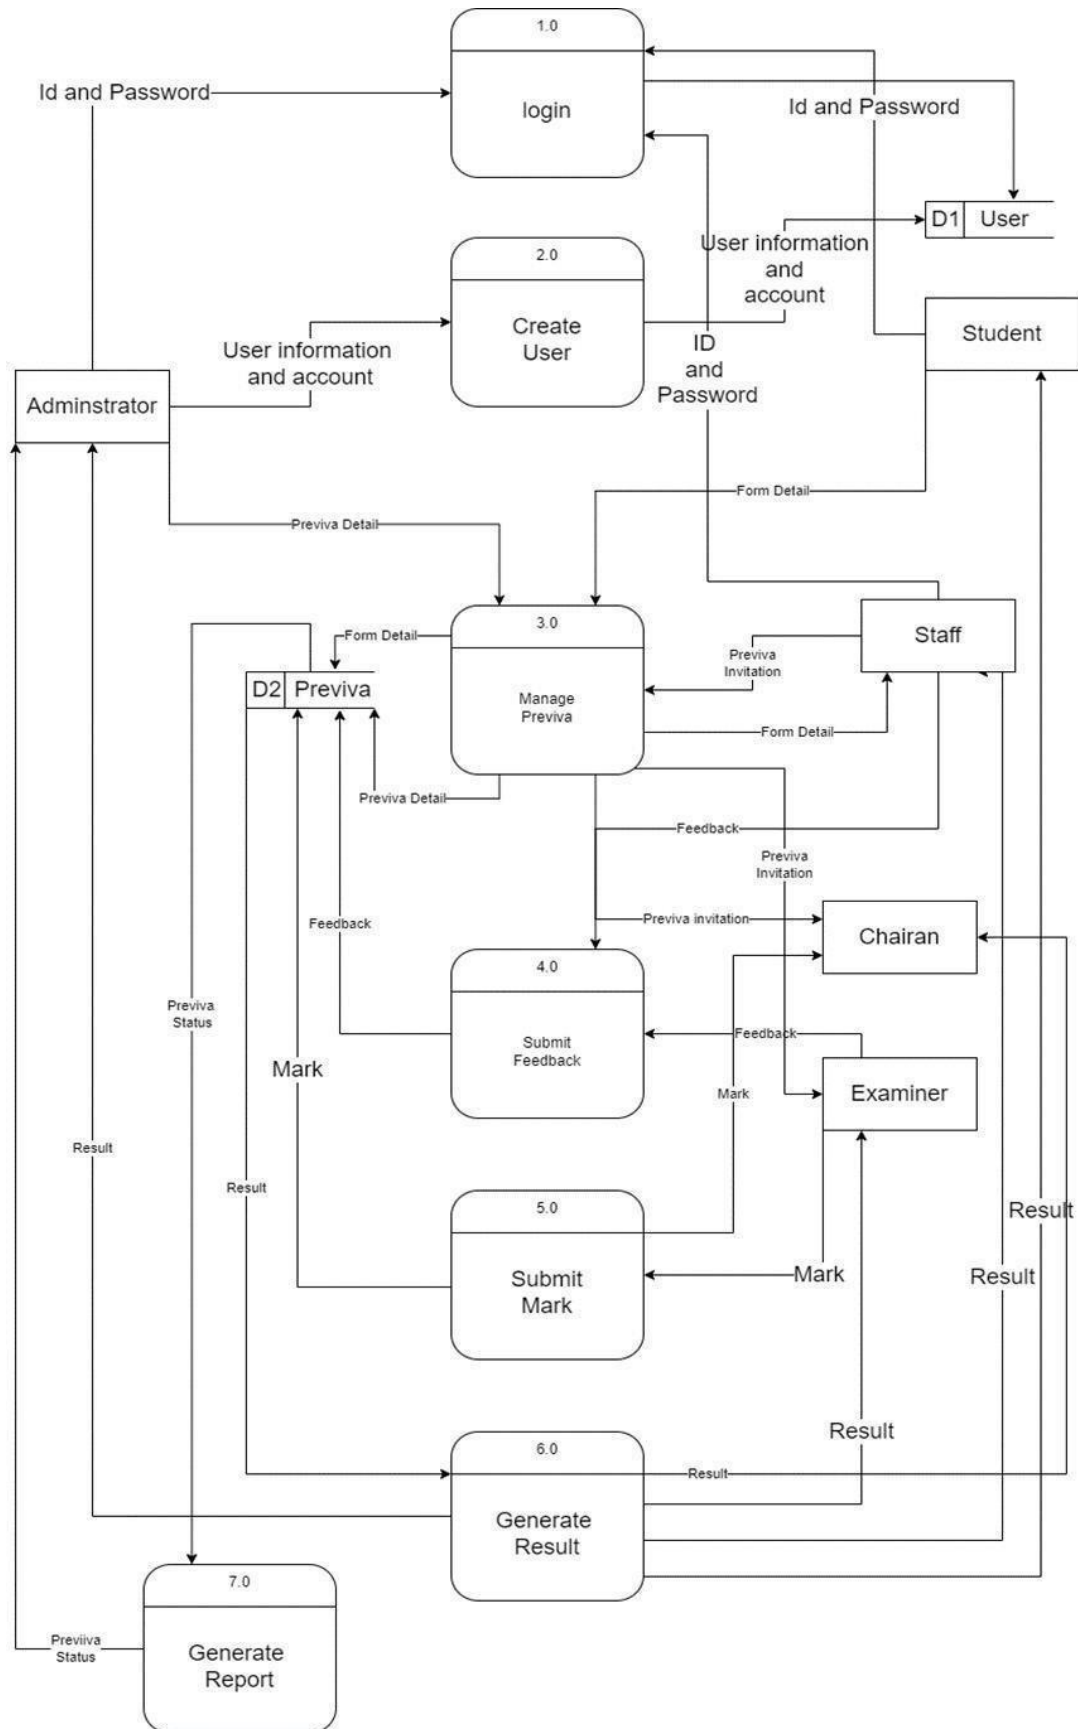 1.0
Id and Password
login
Id and Password
D1 User
User information
and
account
2.0
Create
User
Student
ID
and
Password
User information
and account
Adminstrator
Form Detail
Previva Detail
3.0
Staff
Form Detail
Previva
Invitation
D2 Previva
Manage
Previva
Form Detail
Previva Detail
Feedback
Previva
Invitation
Feedback
Previva invitation
Chairan
4.0
Previva
Status
Feedback
Submit
Feedback
Mark
Mark
Examiner
Result
Result
5.0
Result
Submit
Mark
Mark
Result
Result
6.0
Result
Generate
Result
7.0
Previiva
Status
Generate
Report